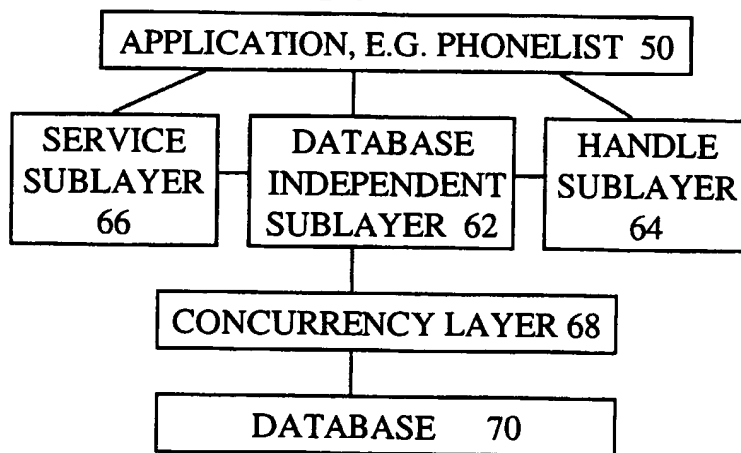 APPLICATION, E.G. PHONELIST 50
SERVICE
SUBLAYER
66
DATABASE
INDEPENDENT
SUBLAYER 62
HANDLE
SUBLAYER
64
CONCURRENCY LAYER 68
DATABASE 70